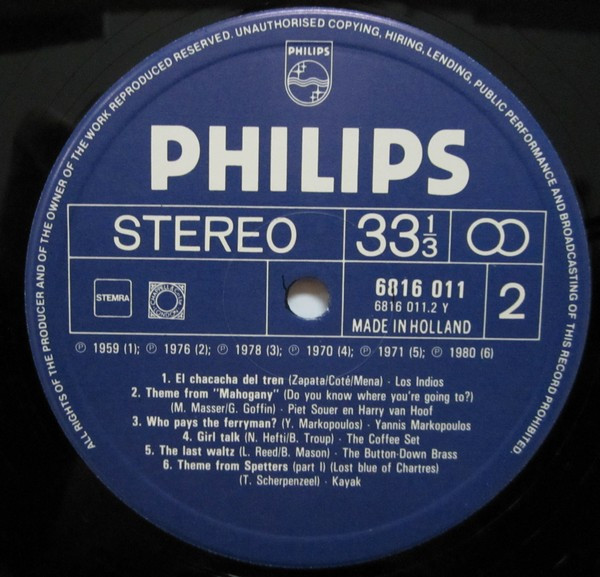 ALL RIGHTS OF THE PRODUCER AND OF THE OWNER OF THE WORK REPRODUCED RESERVED. UNAUTHORISED COPYING, HIRING, LENDING, PUBLIC PERFORMANCE AND BROADCASTING OF THIS RECORD PROHIBITED.
PHILIPS
PHILIPS
STEREO
33 1/3
STEMRA
6816 011
6816 011.2 Y
MADE IN HOLLAND
2
℗ 1959 (1); ℗ 1976 (2); ℗ 1978 (3); ℗ 1970 (4); ℗ 1971 (5); ℗ 1980 (6)
1. El chacacha del tren (Zapata/Coté/Mena) · Los Indios
2. Theme from "Mahogany" (Do you know where you're going to?)
(M. Masser/G. Goffin) · Piet Souer en Harry van Hoof
3. Who pays the ferryman? (Y. Markopoulos) · Yannis Markopoulos
4. Girl talk (N. Hefti/B. Troup) · The Coffee Set
5. The last waltz (L. Reed/B. Mason) · The Button-Down Brass
6. Theme from Spetters (part I) (Lost blue of Chartres)
(T. Scherpenzeel) · Kayak